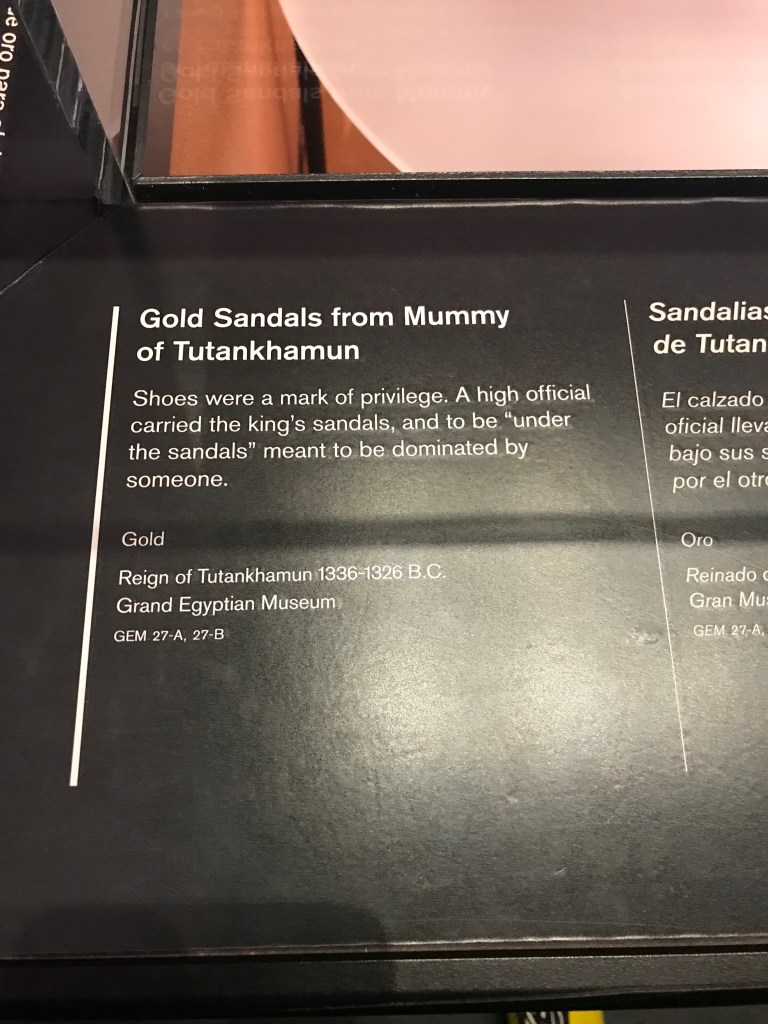 Gold Sandals from Mummy
of Tutankhamun
Shoes were a mark of privilege. A high official
carried the king's sandals, and to be “under
the sandals” meant to be dominated by
someone.
Gold
Reign of Tutankhamun 1336-1326 B.C.
Grand Egyptian Museum
GEM 27-A, 27-B
Sandalias
de Tutan
El calzado
oficial lleva
bajo sus s
por el otro
Oro
Reinado d
Gran Mus
GEM 27-A,
oro para